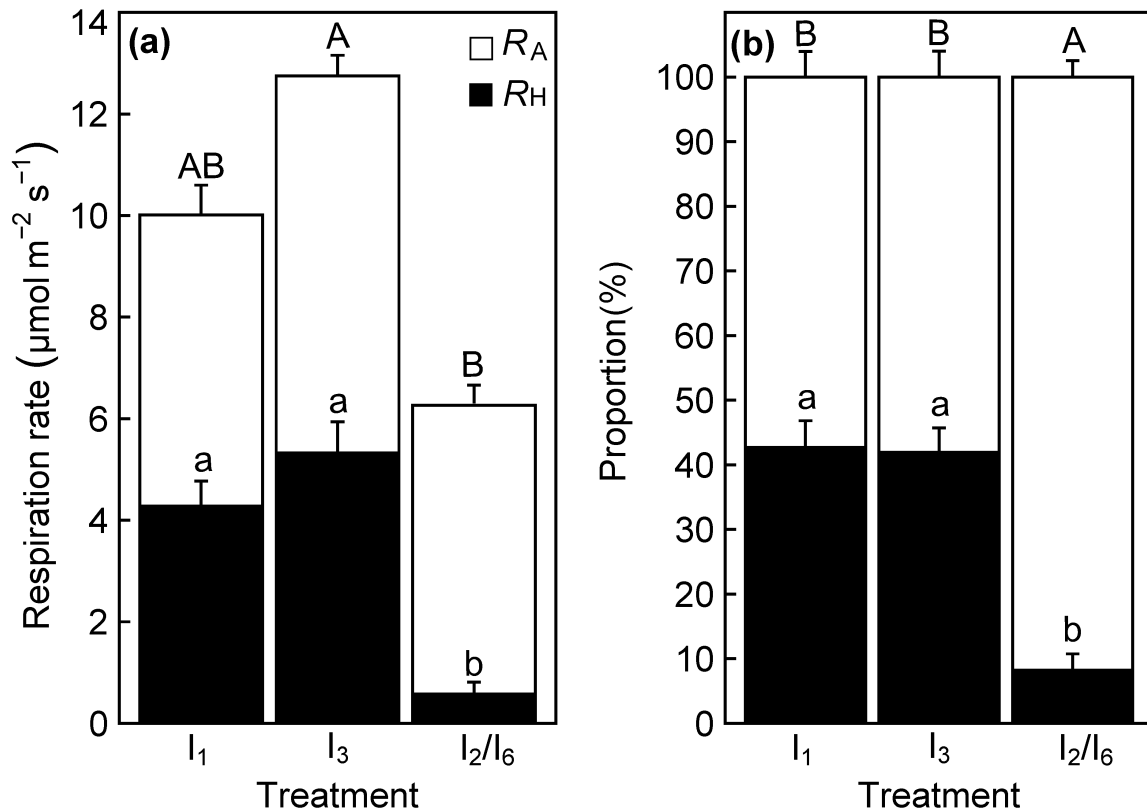 (a)
R_A
R_H
14
12
10
8
6
4
2
0
AB
A
B
a
a
b
Respiration rate (µmol m⁻² s⁻¹)
I₁ I₃ I₂/I₆
Treatment
(b)
B B A
100
90
80
70
60
50
40
30
20
10
0
a a b
Proportion(%)
I₁ I₃ I₂/I₆
Treatment